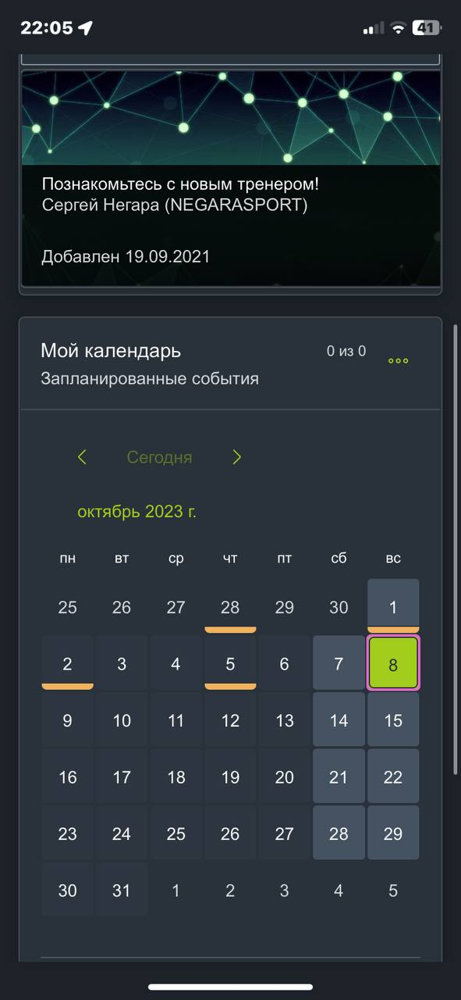 22:05
41
Познакомьтесь с новым тренером!
Сергей Негара (NEGARASPORT)
Добавлен 19.09.2021
Мой календарь
0 из 0
Запланированные события
Сегодня
октябрь 2023 г.
пн вт ср чт пт сб вс
25 26 27 28 29 30 1
2 3 4 5 6 7 8
9 10 11 12 13 14 15
16 17 18 19 20 21 22
23 24 25 26 27 28 29
30 31 1 2 3 4 5